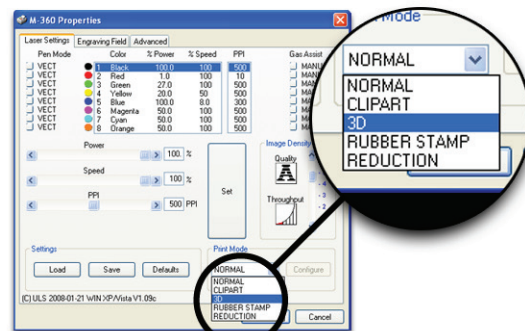 M-360 Properties
Laser Settings Engraving Field Advanced
Pen Mode Color % Power % Speed PPI Gas Assist
VECT 1 Black 100.0 100 500
VECT 2 Red 1.0 100 10
VECT 3 Green 27.0 100 500
VECT 4 Yellow 20.0 50 500
VECT 5 Blue 100.0 8.0 300
VECT 6 Magenta 50.0 100 500
VECT 7 Cyan 50.0 100 500
VECT 8 Orange 50.0 100 500
Power
100. %
Speed
100 %
PPI
500 PPI
Set
Image Density
Quality
A
Throughput
Settings
Load Save Defaults
Print Mode
NORMAL
Configure
NORMAL
CLIPART
3D
RUBBER STAMP
REDUCTION
(C) ULS 2008-01-21 WIN XP/Vista V1.09c
Cancel
Mode
NORMAL
NORMAL
CLIPART
3D
RUBBER STAMP
REDUCTION